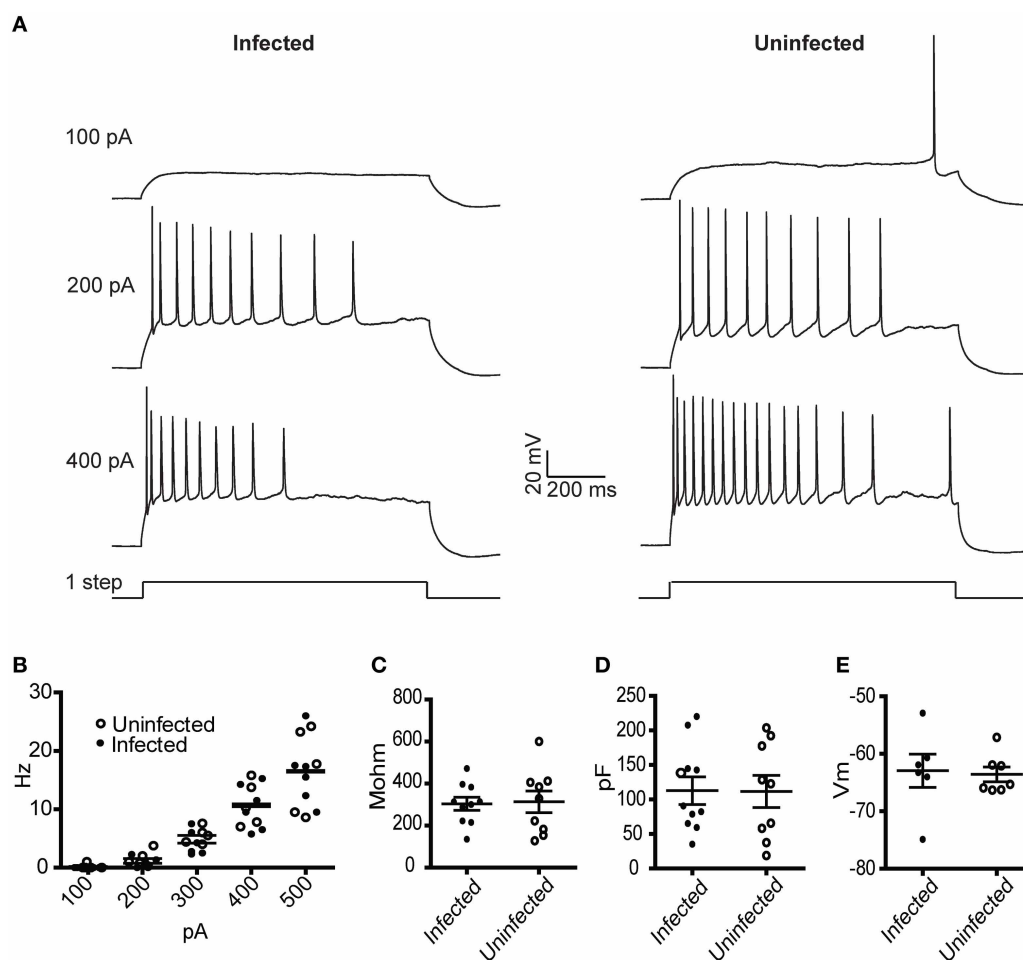 A
Infected
Uninfected
100 pA
200 pA
400 pA
20 mV
200 ms
1 step
B
30
20
10
0
Hz
Uninfected
Infected
100
200
300
400
500
pA
C
800
600
400
200
0
Mohm
Infected
Uninfected
D
250
200
150
100
50
0
pF
Infected
Uninfected
E
-50
-60
-70
-80
Vm
Infected
Uninfected